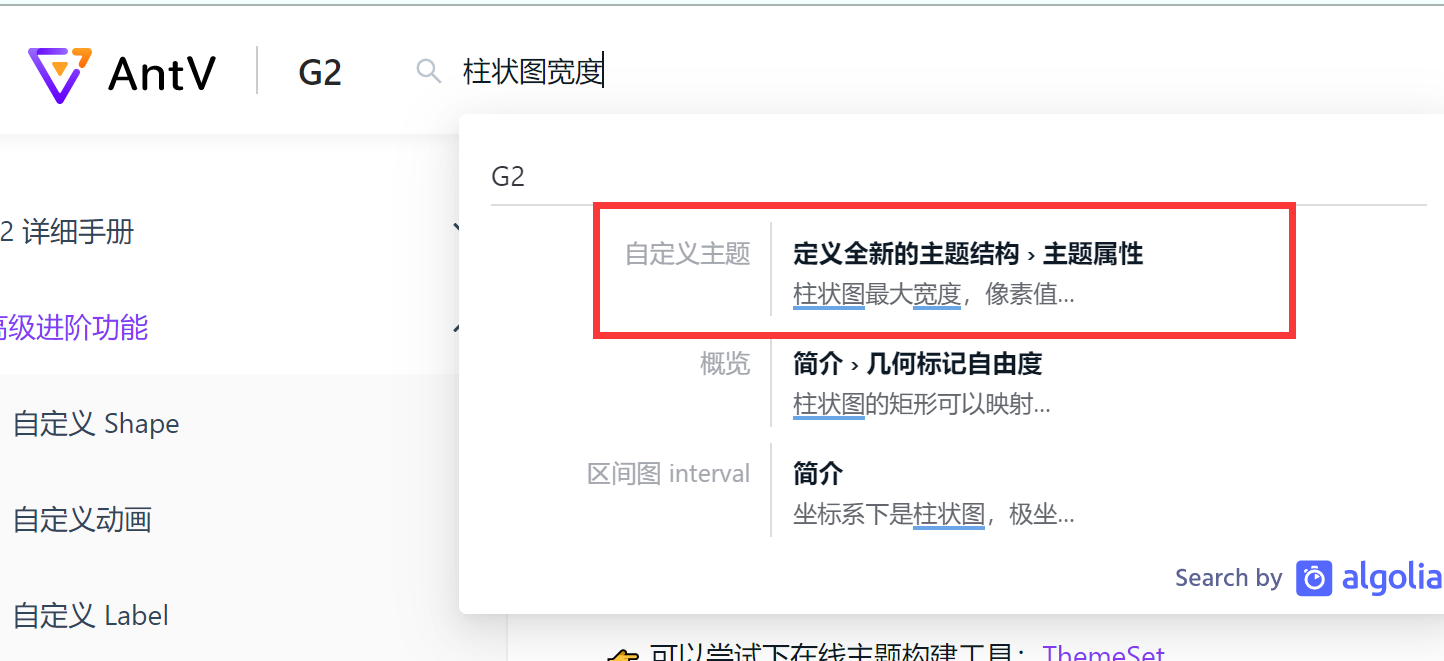 AntV
G2
柱状图宽度
G2
自定义主题
定义全新的主题结构 › 主题属性
柱状图最大宽度，像素值...
概览
简介 › 几何标记自由度
柱状图的矩形可以映射...
区间图 interval
简介
坐标系下是柱状图，极坐...
Search by algolia
2 详细手册
高级进阶功能
自定义 Shape
自定义动画
自定义 Label
👉 可以尝试下在线主题构建工具：ThemeSet